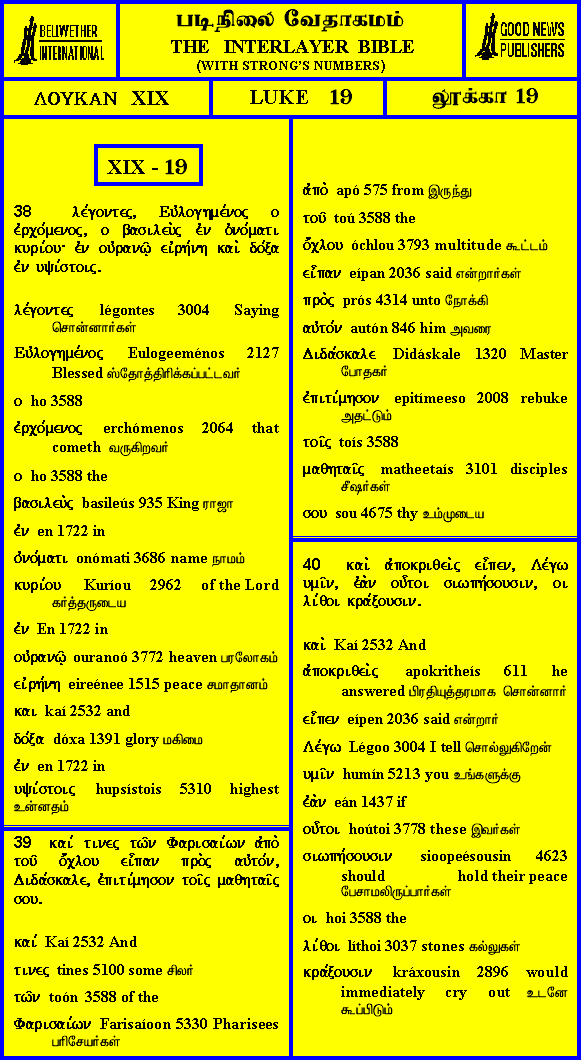 BELLWETHER
INTERNATIONAL
படிநிலை வேதாகமம்
THE INTERLAYER BIBLE
(WITH STRONG'S NUMBERS)
GOOD NEWS
PUBLISHERS
ΛΟΥΚΑΝ XIX
LUKE 19
லூக்கா 19
XIX - 19
38 λέγοντες, Εὐλογημένος ο
ἐρχόμενος, ο βασιλεὺς ἐν ὀνόματι
κυρίου· ἐν οὐρανῷ εἰρήνη καὶ δόξα
ἐν υψίστοις.
λέγοντες légontes 3004 Saying
சொன்னார்கள்
Εὐλογημένος Eulogeeménos 2127
Blessed ஸ்தோத்திரிக்கப்பட்டவர்
ο ho 3588
ἐρχόμενος erchómenos 2064 that
cometh வருகிறவர்
ο ho 3588 the
βασιλεὺς basileús 935 King ராஜா
ἐν en 1722 in
ὀνόματι onómati 3686 name நாமம்
κυρίου Kuríou 2962 of the Lord
கர்த்தருடைய
ἐν En 1722 in
οὐρανῷ ouranoó 3772 heaven பரலோகம்
εἰρήνη eireénee 1515 peace சமாதானம்
και kaí 2532 and
δόξα dóxa 1391 glory மகிமை
ἐν en 1722 in
υψίστοις hupsístois 5310 highest
உன்னதம்
39 καί τινες τῶν Φαρισαίων ἀπὸ
τοῦ ὄχλου εἶπαν πρὸς αὐτόν,
Διδάσκαλε, ἐπιτίμησον τοῖς μαθηταῖς
σου.
καί Kaí 2532 And
τινες tines 5100 some சிலர்
τῶν toón 3588 of the
Φαρισαίων Farisaíoon 5330 Pharisees
பரிசேயர்கள்
ἀπὸ apó 575 from இருந்து
τοῦ toú 3588 the
ὄχλου óchlou 3793 multitude கூட்டம்
εἶπαν eípan 2036 said என்றார்கள்
πρὸς prós 4314 unto நோக்கி
αὐτόν autón 846 him அவரை
Διδάσκαλε Didáskale 1320 Master
போதகர்
ἐπιτίμησον epitímeeso 2008 rebuke
அதட்டும்
τοῖς toís 3588
μαθηταῖς matheetaís 3101 disciples
சீஷர்கள்
σου sou 4675 thy உம்முடைய
40 καὶ ἀποκριθεὶς εἶπεν, Λέγω
υμῖν, ἐὰν οὗτοι σιωπήσουσιν, οι
λίθοι κράξουσιν.
καὶ Kaí 2532 And
ἀποκριθεὶς apokritheís 611 he
answered பிரதியுத்தரமாக சொன்னார்
εἶπεν eípen 2036 said என்றார்
Λέγω Légoo 3004 I tell சொல்லுகிறேன்
υμῖν humín 5213 you உங்களுக்கு
ἐὰν eán 1437 if
οὗτοι hoútoi 3778 these இவர்கள்
σιωπήσουσιν sioopeésousin 4623
should hold their peace
பேசாமலிருப்பார்கள்
οι hoi 3588 the
λίθοι líthoi 3037 stones கல்லுகள்
κράξουσιν kráxousin 2896 would
immediately cry out உடனே
கூப்பிடும்